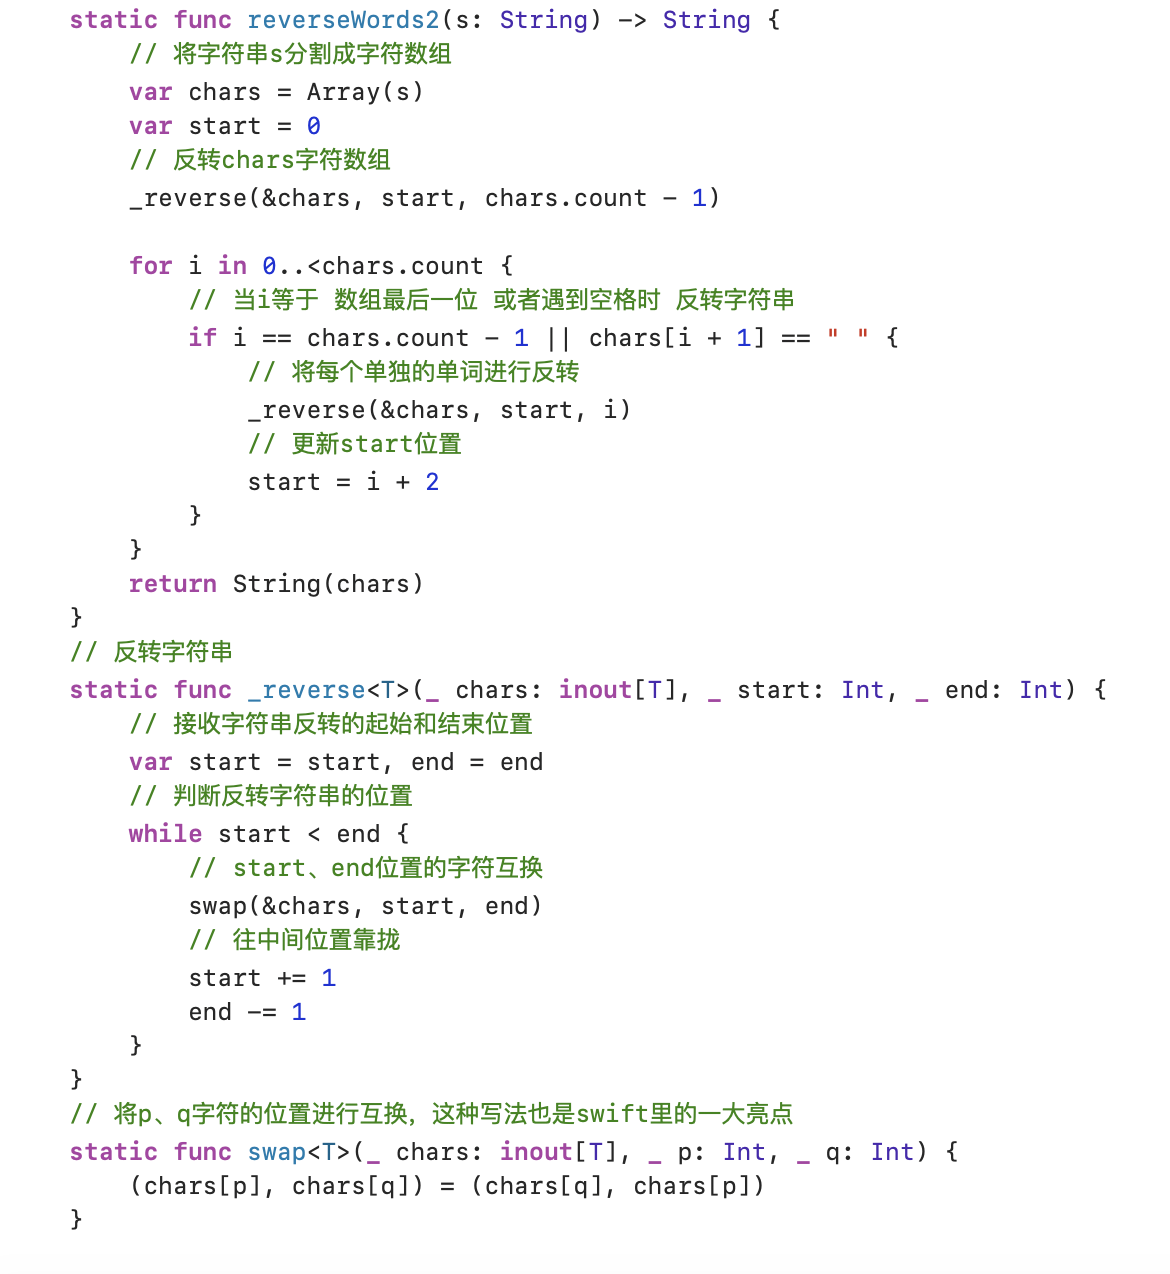 static func reverseWords2(s: String) -> String {
    // 将字符串s分割成字符数组
    var chars = Array(s)
    var start = 0
    // 反转chars字符数组
    _reverse(&chars, start, chars.count - 1)

    for i in 0..<chars.count {
        // 当i等于 数组最后一位 或者遇到空格时 反转字符串
        if i == chars.count - 1 || chars[i + 1] == " " {
            // 将每个单独的单词进行反转
            _reverse(&chars, start, i)
            // 更新start位置
            start = i + 2
        }
    }
    return String(chars)
}
// 反转字符串
static func _reverse<T>(_ chars: inout[T], _ start: Int, _ end: Int) {
    // 接收字符串反转的起始和结束位置
    var start = start, end = end
    // 判断反转字符串的位置
    while start < end {
        // start、end位置的字符互换
        swap(&chars, start, end)
        // 往中间位置靠拢
        start += 1
        end -= 1
    }
}
// 将p、q字符的位置进行互换，这种写法也是swift里的一大亮点
static func swap<T>(_ chars: inout[T], _ p: Int, _ q: Int) {
    (chars[p], chars[q]) = (chars[q], chars[p])
}